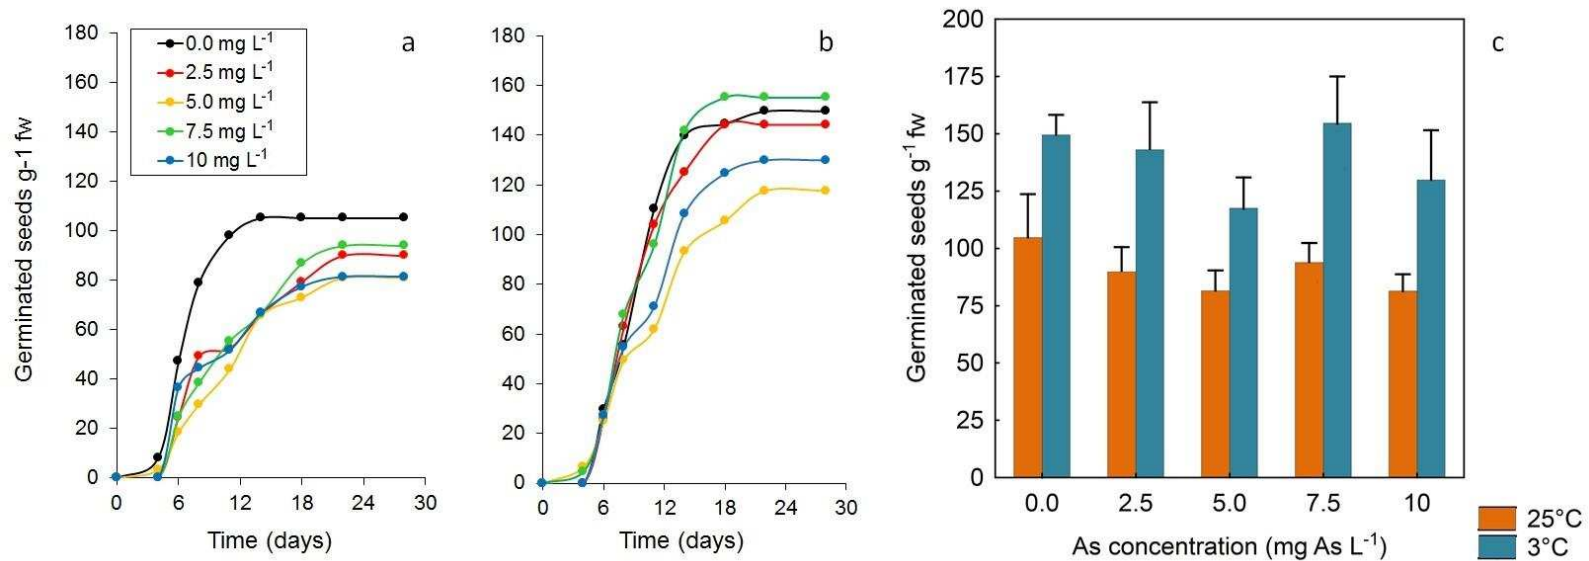 a
180
160
140
120
100
80
60
40
20
0
0 6 12 18 24 30
Germinated seeds g-1 fw
Time (days)
0.0 mg L⁻¹
2.5 mg L⁻¹
5.0 mg L⁻¹
7.5 mg L⁻¹
10 mg L⁻¹
b
180
160
140
120
100
80
60
40
20
0
0 6 12 18 24 30
Time (days)
c
200
175
150
125
100
75
50
25
0
Germinated seeds g⁻¹ fw
0.0 2.5 5.0 7.5 10
As concentration (mg As L⁻¹)
25°C
3°C